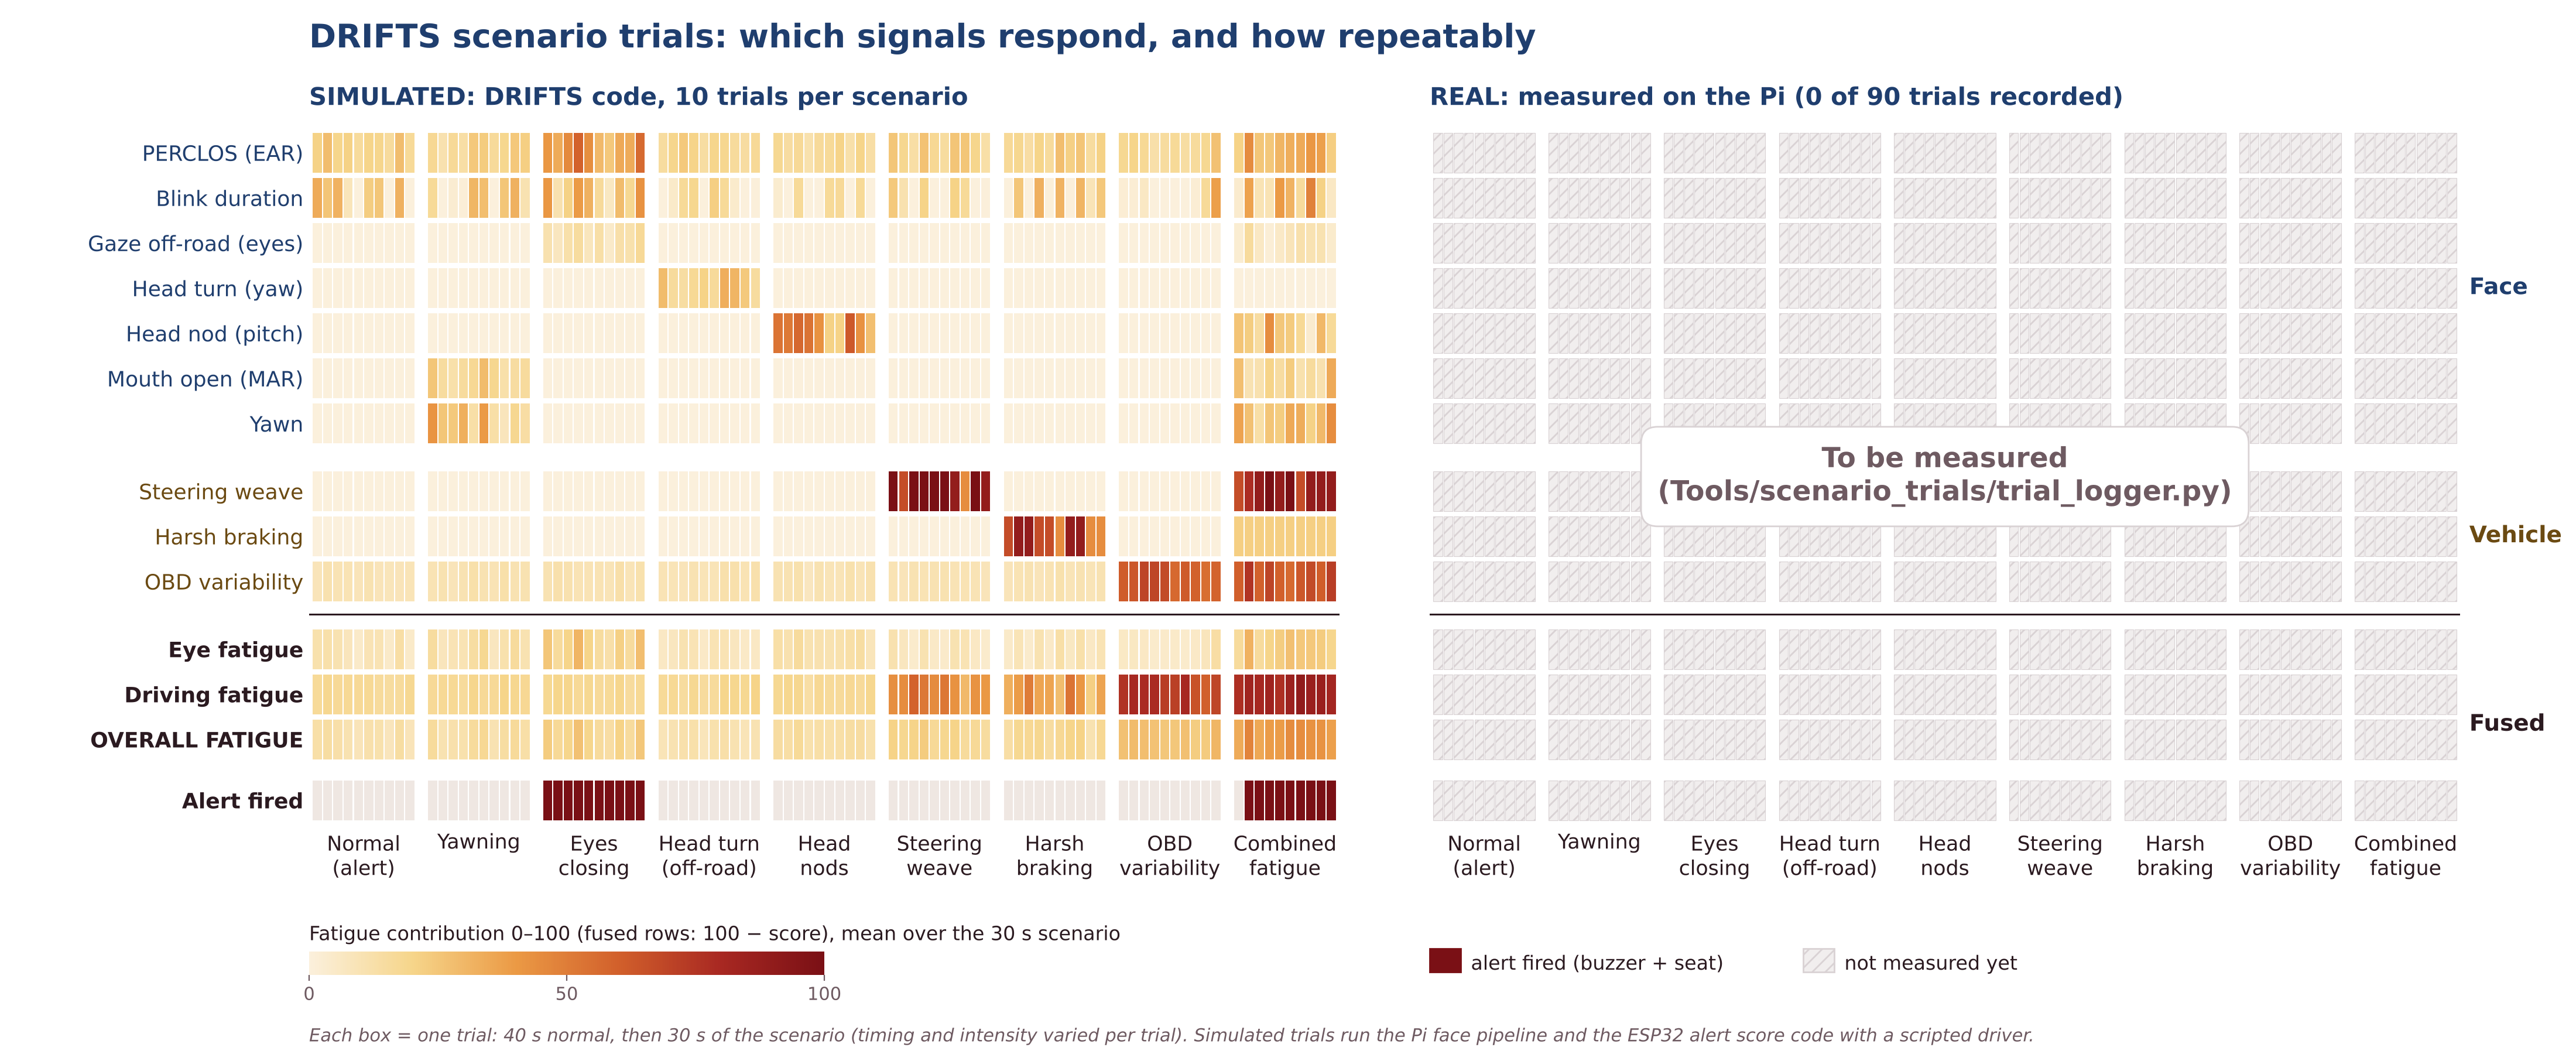 DRIFTS scenario trials: which signals respond, and how repeatably
SIMULATED: DRIFTS code, 10 trials per scenario
REAL: measured on the Pi (0 of 90 trials recorded)
PERCLOS (EAR)
Blink duration
Gaze off-road (eyes)
Head turn (yaw)
Head nod (pitch)
Mouth open (MAR)
Yawn
Steering weave
Harsh braking
OBD variability
Eye fatigue
Driving fatigue
OVERALL FATIGUE
Alert fired
Normal
(alert)
Yawning
Eyes
closing
Head turn
(off-road)
Head
nods
Steering
weave
Harsh
braking
OBD
variability
Combined
fatigue
To be measured
(Tools/scenario_trials/trial_logger.py)
Face
Vehicle
Fused
Normal
(alert)
Yawning
Eyes
closing
Head turn
(off-road)
Head
nods
Steering
weave
Harsh
braking
OBD
variability
Combined
fatigue
Fatigue contribution 0–100 (fused rows: 100 − score), mean over the 30 s scenario
0 50 100
alert fired (buzzer + seat)
not measured yet
Each box = one trial: 40 s normal, then 30 s of the scenario (timing and intensity varied per trial). Simulated trials run the Pi face pipeline and the ESP32 alert score code with a scripted driver.